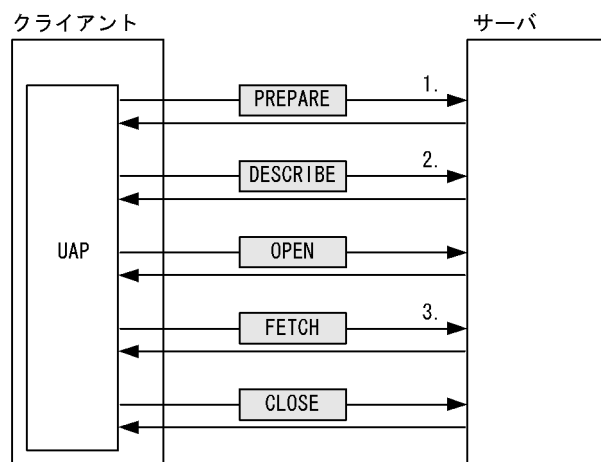 クライアント
サーバ
1.
PREPARE
2.
DESCRIBE
UAP
OPEN
3.
FETCH
CLOSE